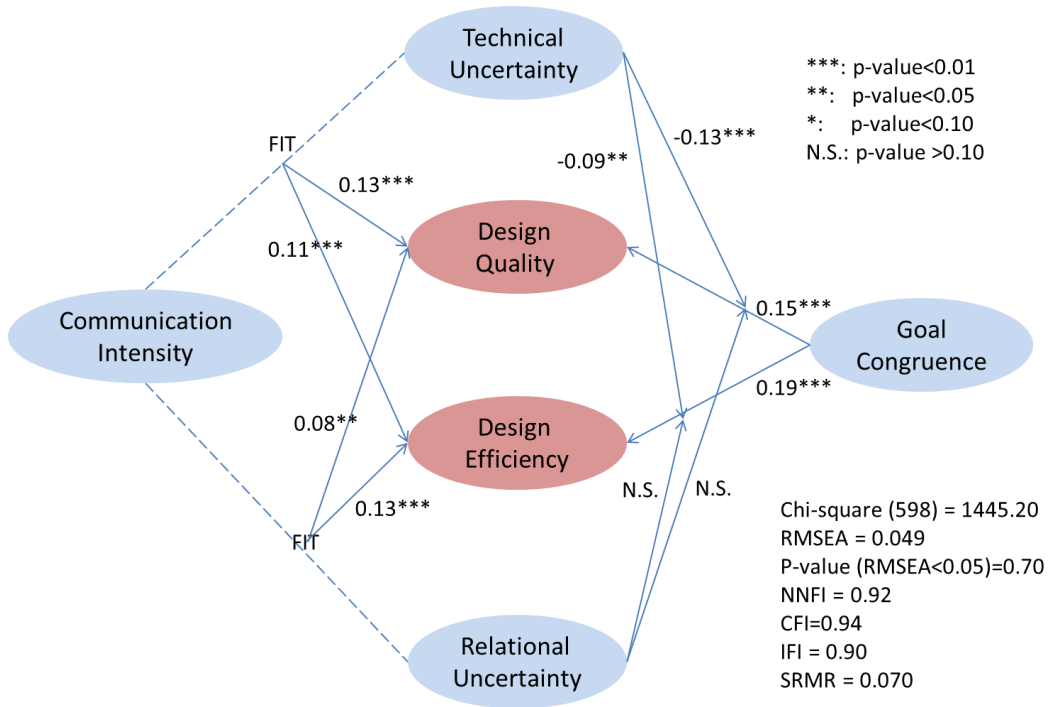 Technical
Uncertainty
***: p-value<0.01
**: p-value<0.05
*: p-value<0.10
N.S.: p-value >0.10
FIT
-0.13***
-0.09**
0.13***
Design
Quality
0.11***
Communication
Intensity
0.15***
Goal
Congruence
0.19***
0.08**
Design
Efficiency
N.S.
N.S.
0.13***
FIT
Chi-square (598) = 1445.20
RMSEA = 0.049
P-value (RMSEA<0.05)=0.70
NNFI = 0.92
CFI=0.94
IFI = 0.90
SRMR = 0.070
Relational
Uncertainty